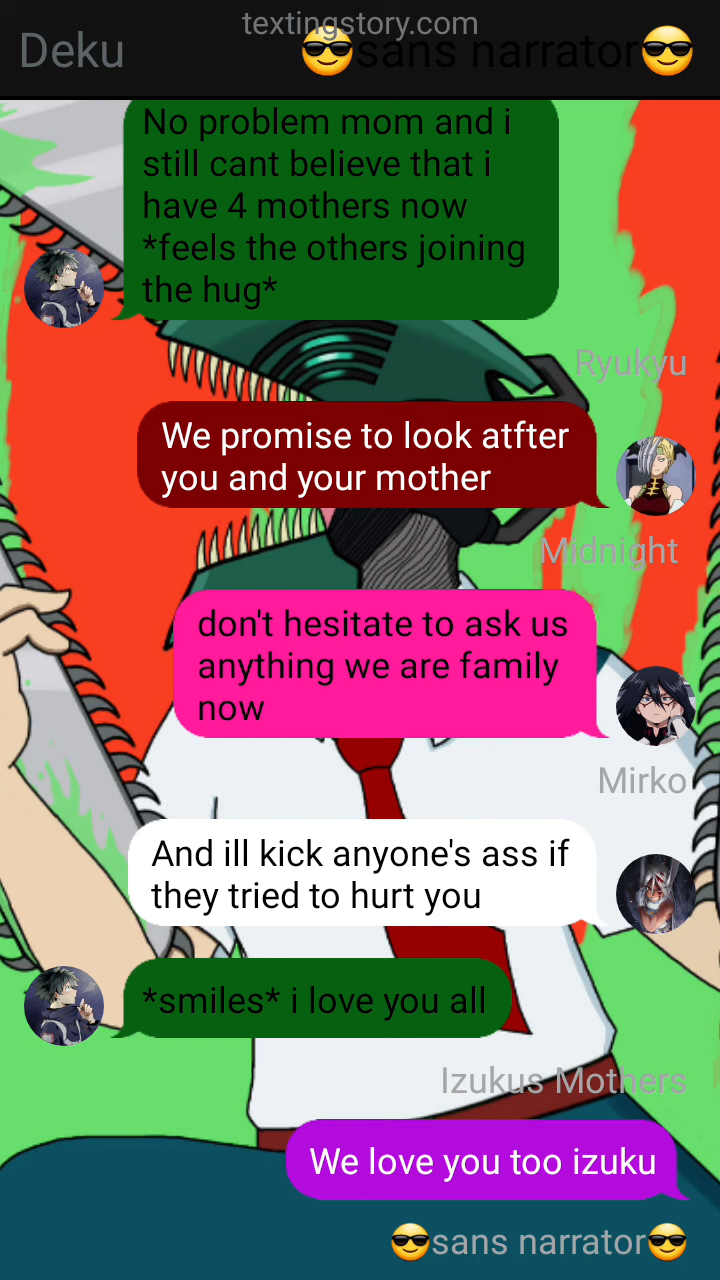 textingstory.com
Deku
😎sans narrator😎
No problem mom and i
still cant believe that i
have 4 mothers now
*feels the others joining
the hug*
Ryukyu
We promise to look atfter
you and your mother
Midnight
don't hesitate to ask us
anything we are family
now
Mirko
And ill kick anyone's ass if
they tried to hurt you
*smiles* i love you all
Izukus Mothers
We love you too izuku
😎sans narrator😎